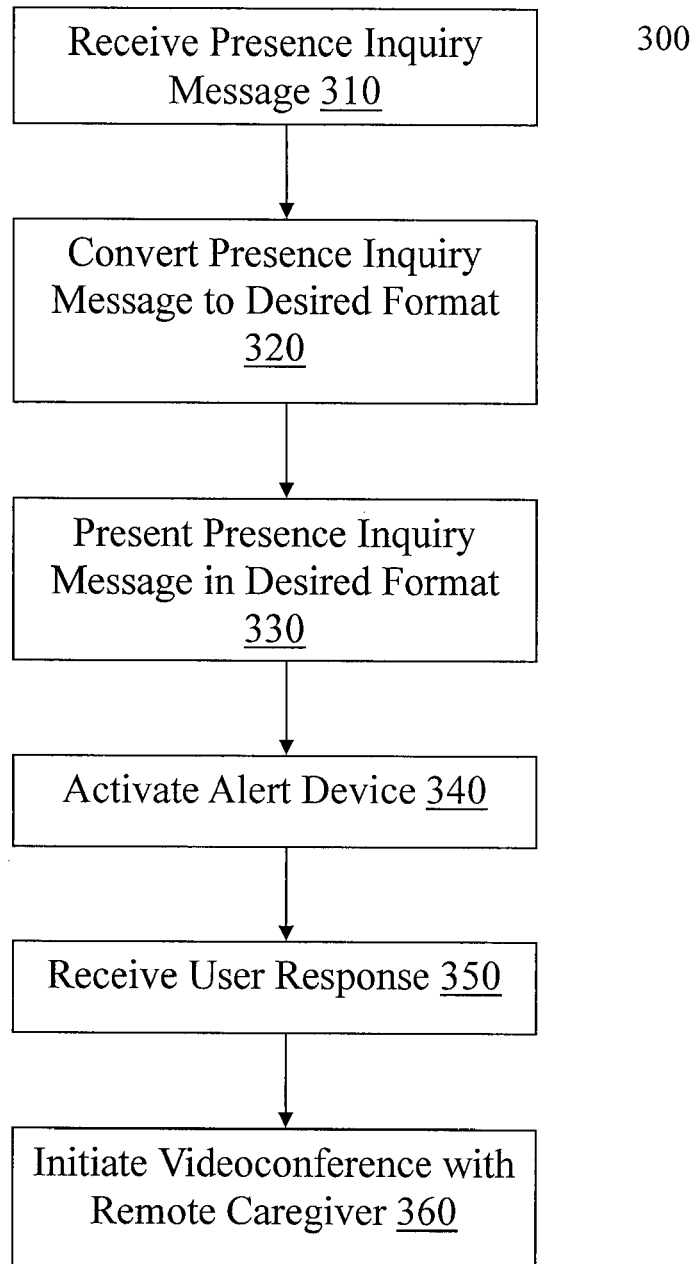 Receive Presence Inquiry
Message 310
300
Convert Presence Inquiry
Message to Desired Format
320
Present Presence Inquiry
Message in Desired Format
330
Activate Alert Device 340
Receive User Response 350
Initiate Videoconference with
Remote Caregiver 360